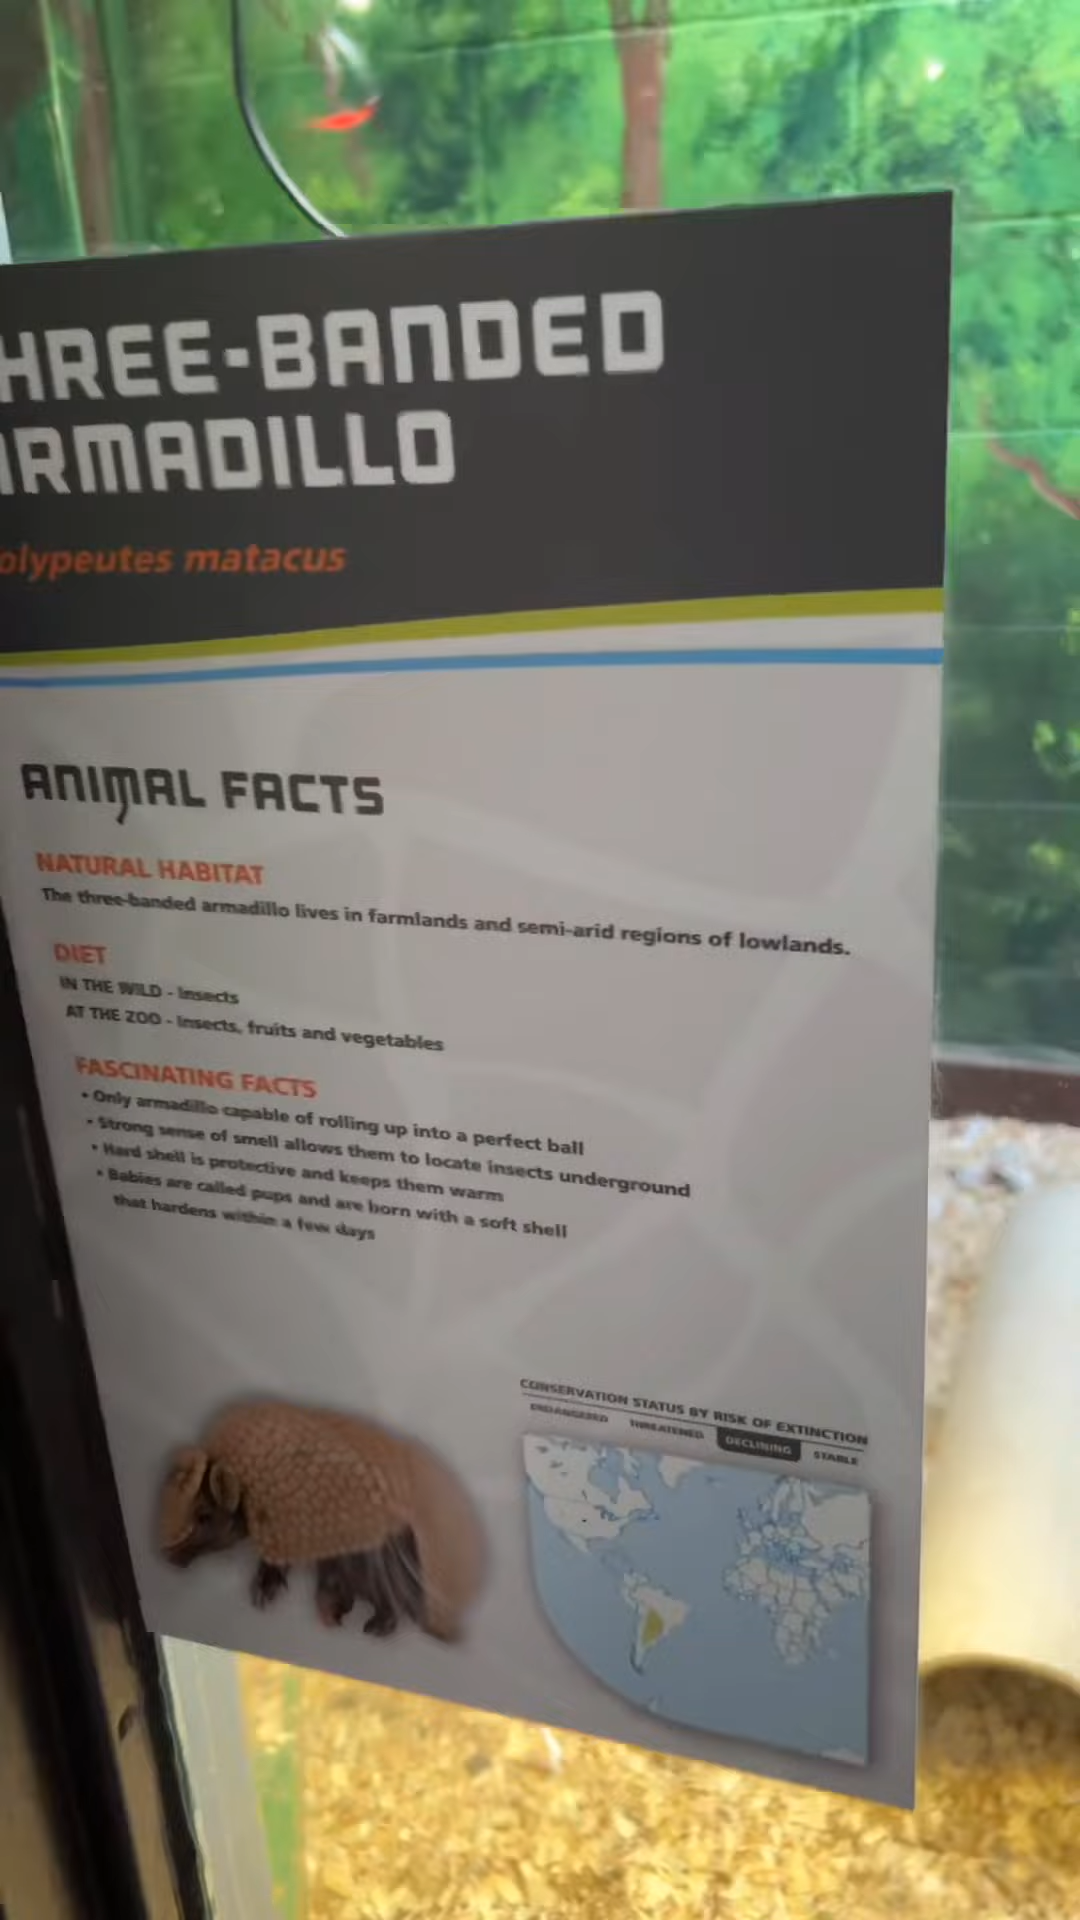 HREE-BANDED
ARMADILLO
olypeutes matacus
ANIMAL FACTS
NATURAL HABITAT
The three-banded armadillo lives in farmlands and semi-arid regions of lowlands.
DIET
IN THE WILD - Insects
AT THE ZOO - Insects, fruits and vegetables
FASCINATING FACTS
• Only armadillo capable of rolling up into a perfect ball
• Strong sense of smell allows them to locate insects underground
• Hard shell is protective and keeps them warm
• Babies are called pups and are born with a soft shell
that hardens within a few days
CONSERVATION STATUS BY RISK OF EXTINCTION
ENDANGERED THREATENED DECLINING STABLE